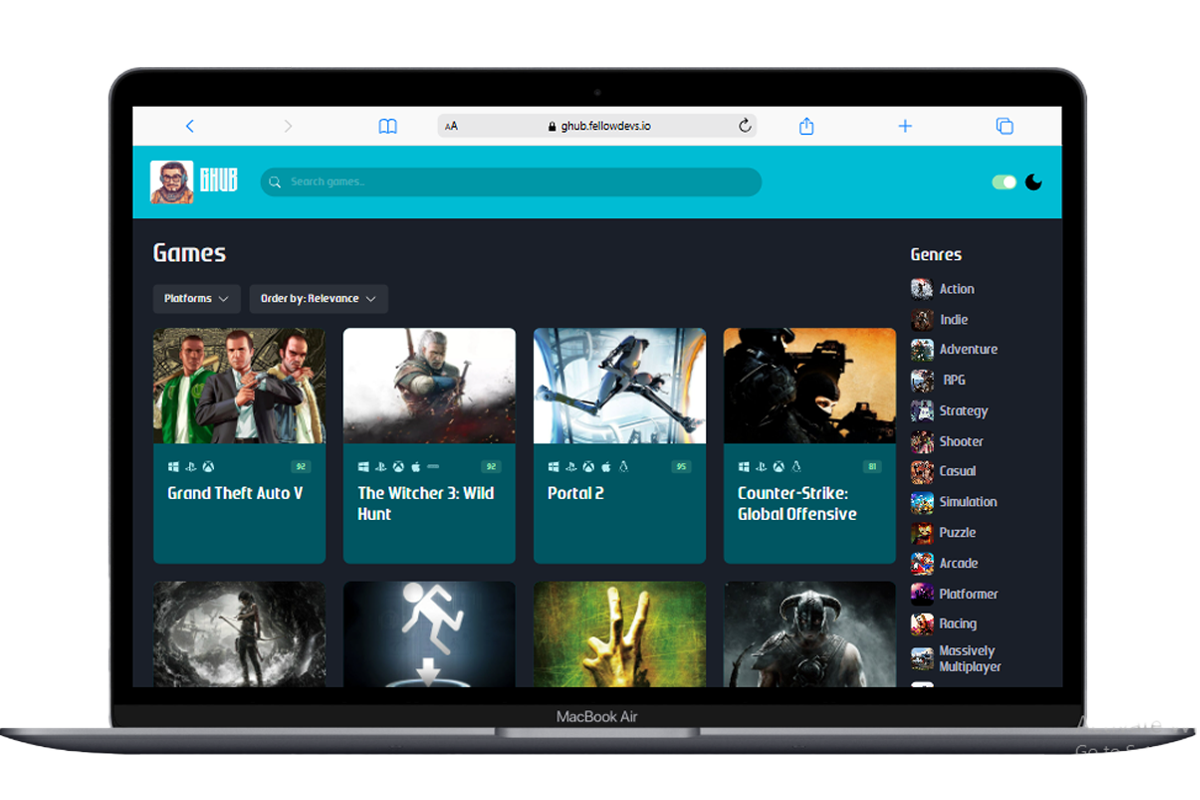 AA
ghub.fellowdevs.io
GHUB
Search games...
Games
Platforms
Order by: Relevance
92
Grand Theft Auto V
92
The Witcher 3: Wild
Hunt
95
Portal 2
81
Counter-Strike:
Global Offensive
Genres
Action
Indie
Adventure
RPG
Strategy
Shooter
Casual
Simulation
Puzzle
Arcade
Platformer
Racing
Massively
Multiplayer
MacBook Air
Go to